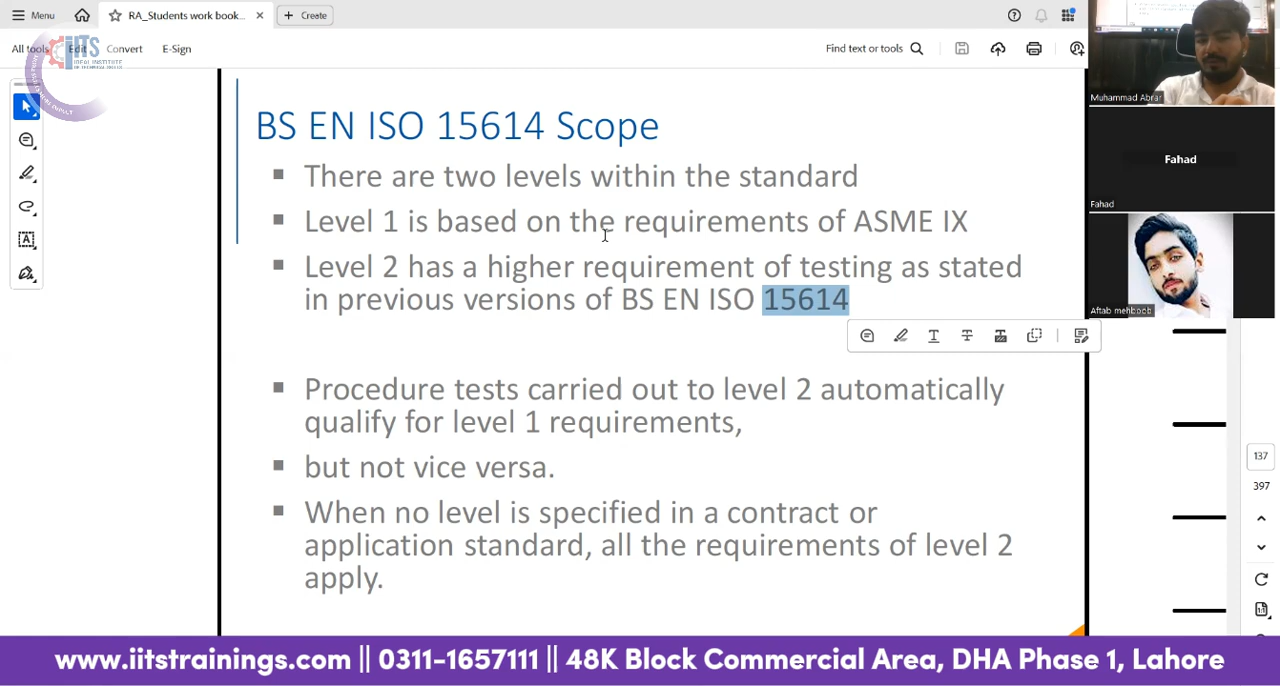 Menu
RA_Students work book...
Create
All tools
Edit
Convert
E-Sign
Find text or tools
iiTS
IDEAL INSTITUTE
BS EN ISO 15614 Scope
There are two levels within the standard
Level 1 is based on the requirements of ASME IX
Level 2 has a higher requirement of testing as stated
in previous versions of BS EN ISO 15614
Procedure tests carried out to level 2 automatically
qualify for level 1 requirements,
but not vice versa.
When no level is specified in a contract or
application standard, all the requirements of level 2
apply.
Muhammad Abrar
Fahad
Fahad
Aftab mehboob
137
397
www.iitstrainings.com || 0311-1657111 || 48K Block Commercial Area, DHA Phase 1, Lahore